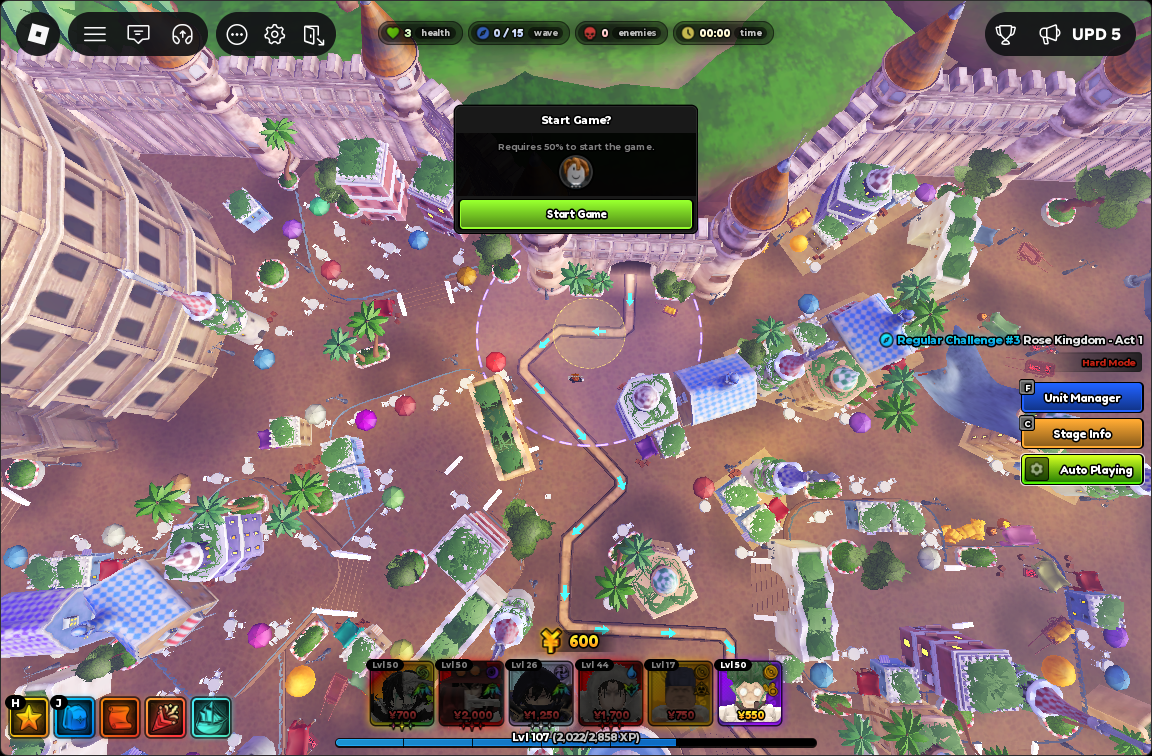 3 health
0 / 15 wave
0 enemies
00:00 time
UPD 5
Start Game?
Requires 50% to start the game.
Start Game
Regular Challenge #3 Rose Kingdom - Act 1
Hard Mode
F
Unit Manager
C
Stage Info
Auto Playing
600
Lvl 50
Lvl 50
Lvl 26
Lvl 44
Lvl 17
Lvl 50
¥700
¥2,000
¥1,250
¥1,700
¥750
¥550
H
J
Lvl 107 (2,022/2,858 XP)